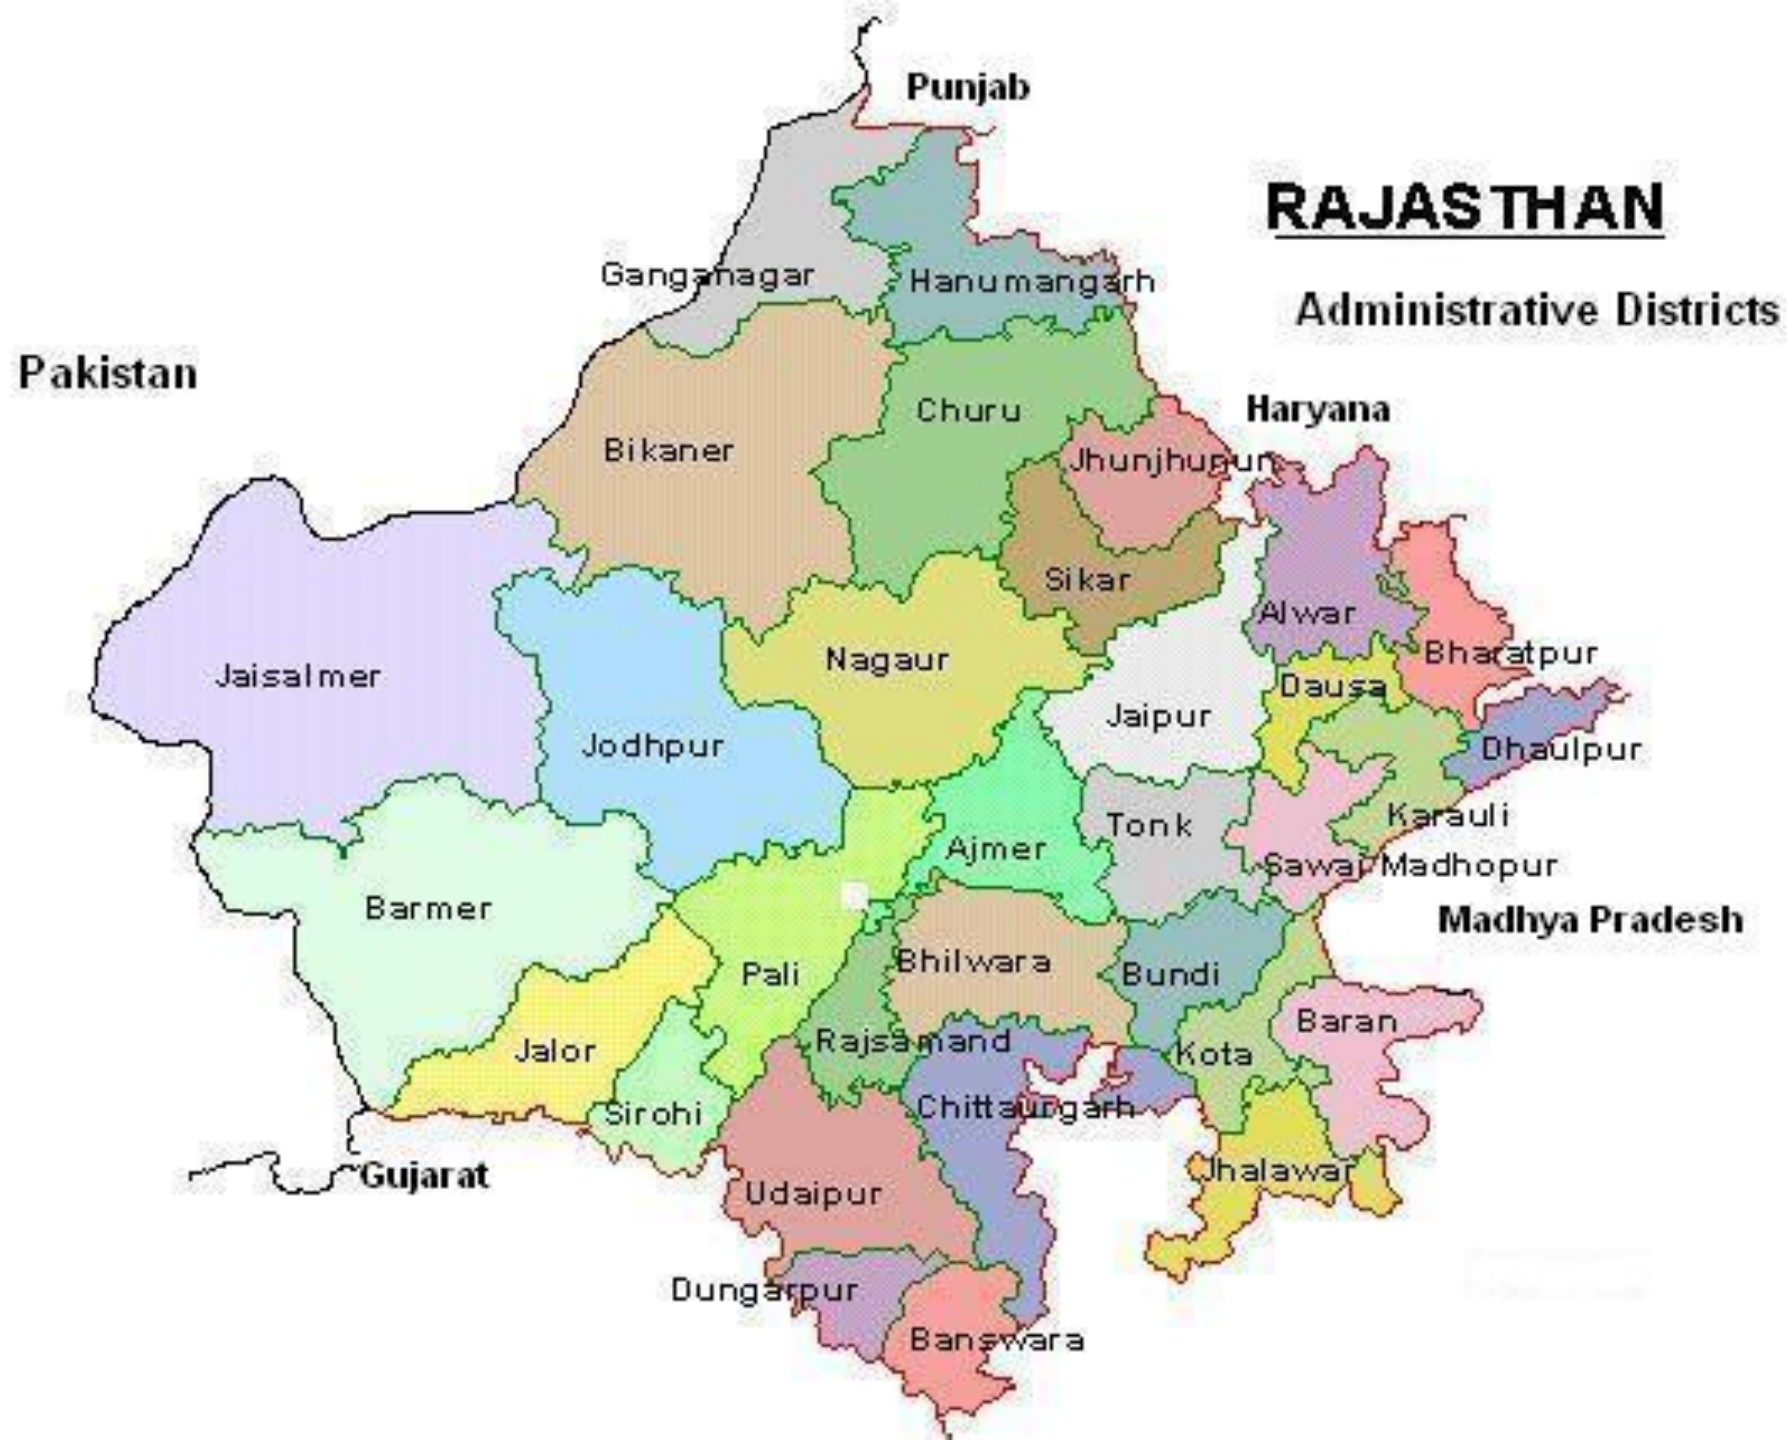 Punjab
RAJASTHAN
Ganganagar
Hanumangarh
Administrative Districts
Pakistan
Haryana
Churu
Bikaner
Jhunjhunun
Sikar
Alwar
Bharatpur
Nagaur
Jaisalmer
Dausa
Jaipur
Jodhpur
Dhaulpur
Karauli
Tonk
Ajmer
Sawai Madhopur
Barmer
Madhya Pradesh
Bhilwara
Pali
Bundi
Baran
Rajsamand
Jalor
Kota
Chittaurgarh
Sirohi
Jhalawar
Gujarat
Udaipur
Dungarpur
Banswara